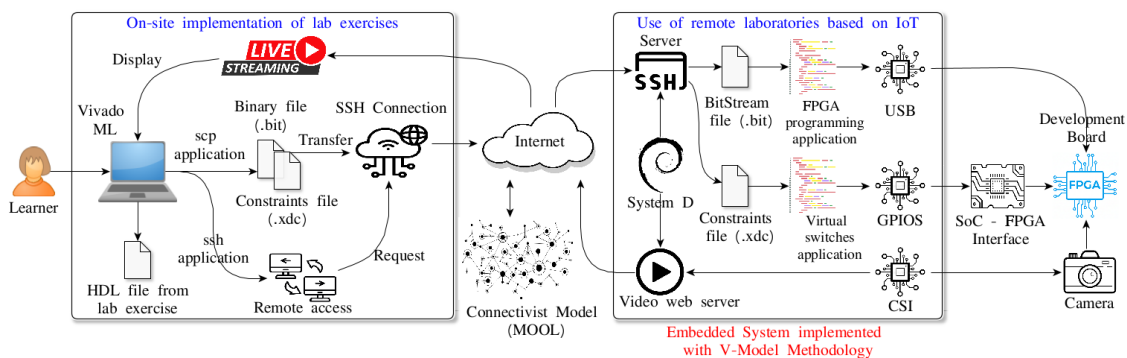 On-site implementation of lab exercises
Display
LIVE
STREAMING
Vivado
ML
scp
application
Binary file
(.bit)
Transfer
SSH Connection
Constraints file
(.xdc)
Learner
ssh
application
Request
HDL file from
lab exercise
Remote access
Internet
Connectivist Model
(MOOL)
Use of remote laboratories based on IoT
Server
SSH
BitStream
file (.bit)
FPGA
programming
application
USB
System D
Constraints
file (.xdc)
Virtual
switches
application
GPIOS
Video web server
CSI
Development
Board
FPGA
SoC - FPGA
Interface
Camera
Embedded System implemented
with V-Model Methodology